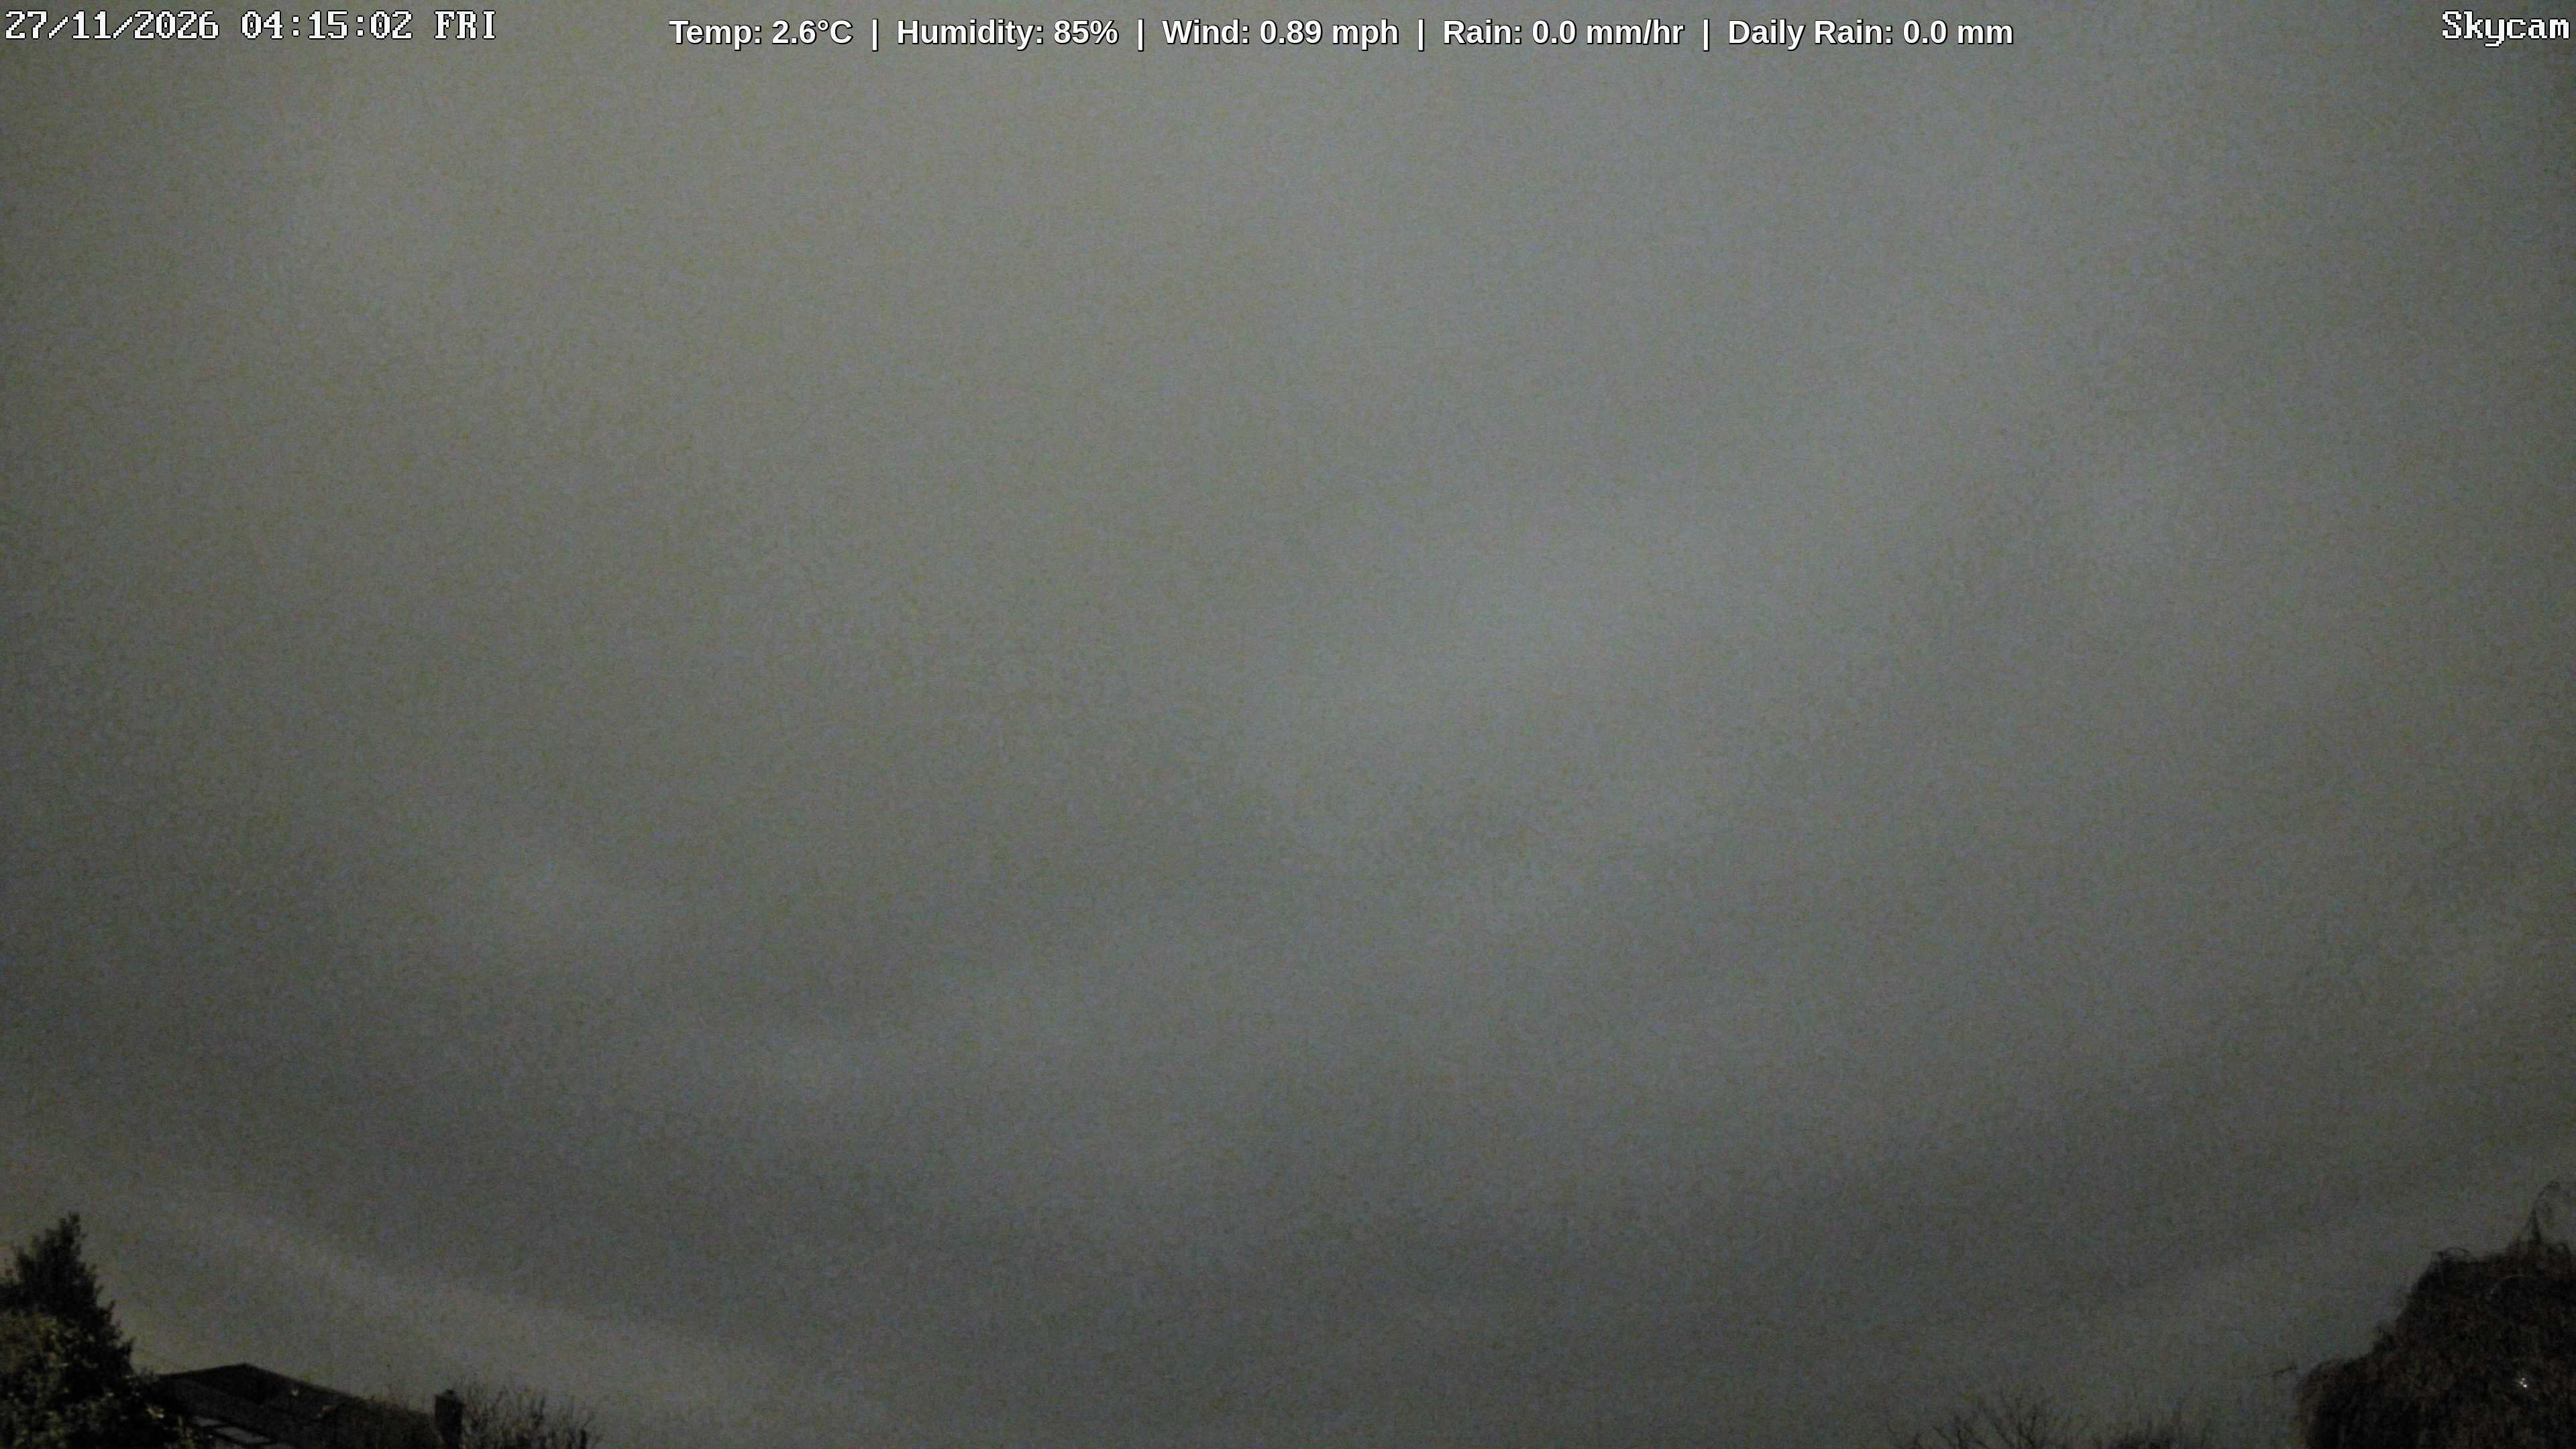 27/11/2026 04:15:02 FRI
Temp: 2.6°C | Humidity: 85% | Wind: 0.89 mph | Rain: 0.0 mm/hr | Daily Rain: 0.0 mm
Skycam